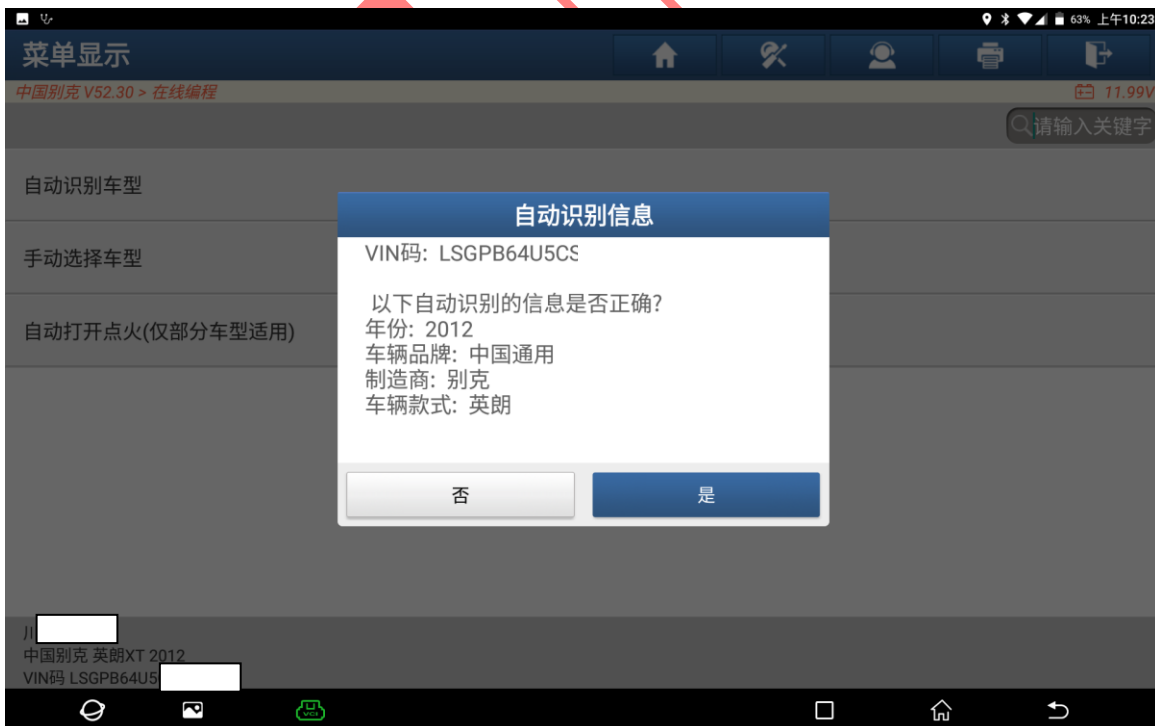 63% 上午10:23
菜单显示
中国别克 V52.30 > 在线编程
11.99V
请输入关键字
自动识别车型
手动选择车型
自动打开点火(仅部分车型适用)
自动识别信息
VIN码: LSGPB64U5CS
以下自动识别的信息是否正确?
年份: 2012
车辆品牌: 中国通用
制造商: 别克
车辆款式: 英朗
否
是
川
中国别克 英朗XT 2012
VIN码 LSGPB64U5
VCI